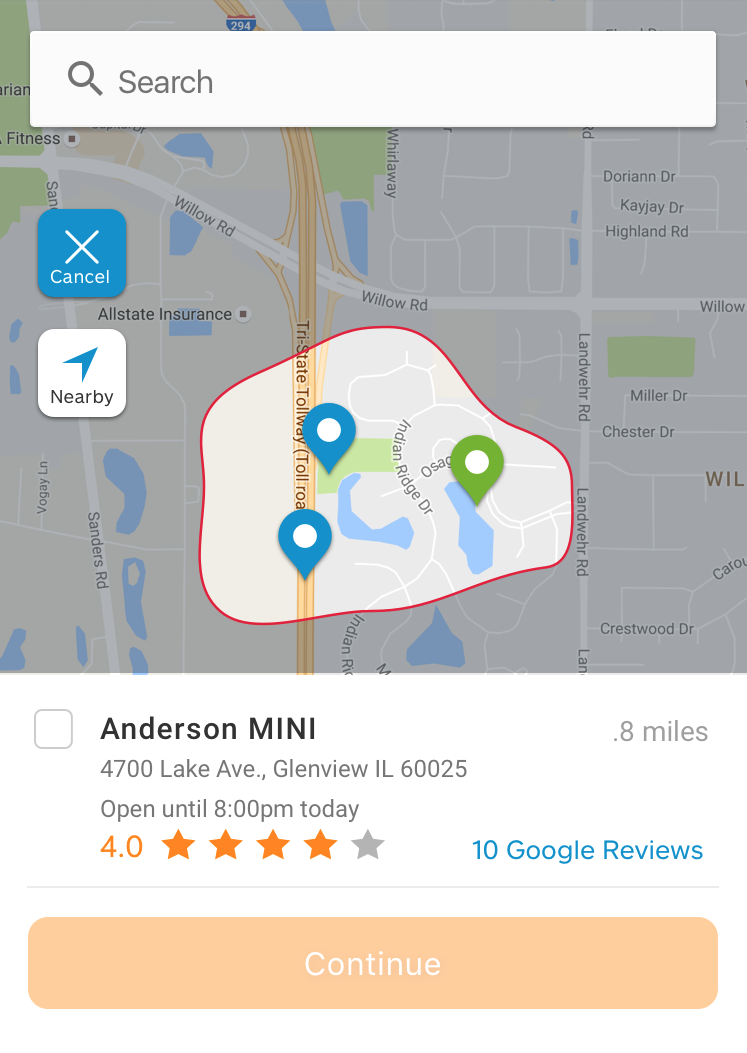 294
Search
Fitness
Whirlaway
Rd
Doriann Dr
Kayjay Dr
Highland Rd
Willow Rd
Cancel
Willow Rd
Willow
Allstate Insurance
Tri-State Tollway (Toll roa
Landwehr Rd
Nearby
Miller Dr
Chester Dr
Indian Ridge Dr
Osag
WIL
Vogay Ln
Sanders Rd
Landwehr Rd
Carou
Crestwood Dr
Indian Ri
Lan
Anderson MINI
.8 miles
4700 Lake Ave., Glenview IL 60025
Open until 8:00pm today
4.0
10 Google Reviews
Continue